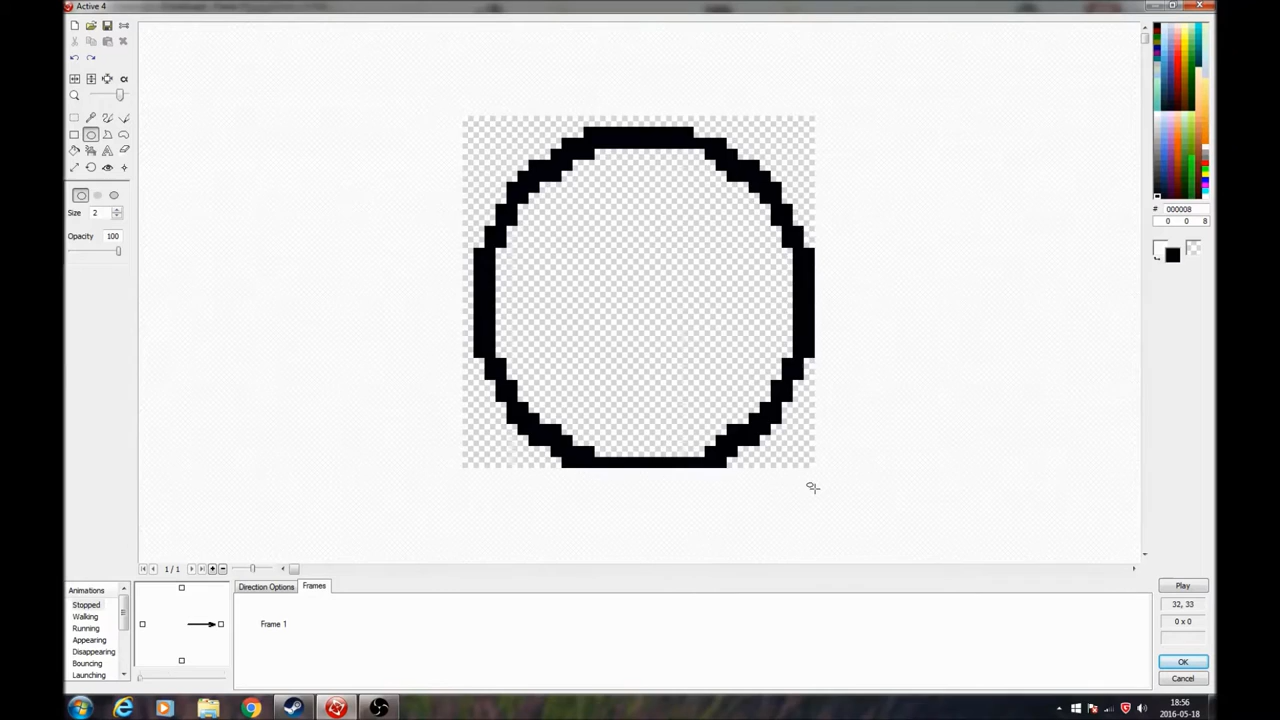 Active 4
Size 2
Opacity 100
# 000008
0 0 8
1 / 1
Animations
Stopped
Walking
Running
Appearing
Disappearing
Bouncing
Launching
Direction Options Frames
Frame 1
Play
32, 33
0 x 0
OK
Cancel
18:56
2016-05-18